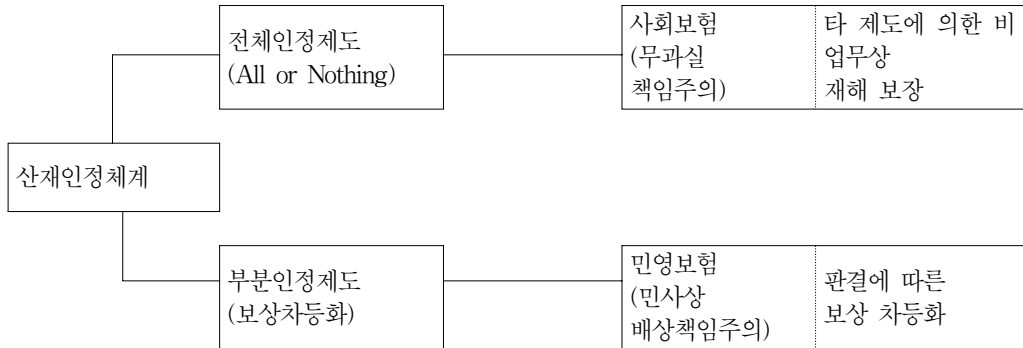 전체인정제도
(All or Nothing)
사회보험
(무과실
책임주의)
타 제도에 의한 비
업무상
재해 보장
산재인정체계
부분인정제도
(보상차등화)
민영보험
(민사상
배상책임주의)
판결에 따른
보상 차등화